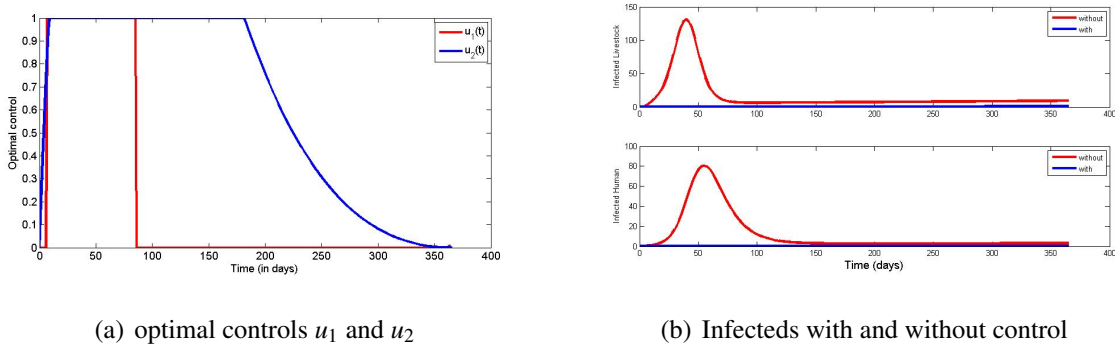 1
0.9
0.8
0.7
0.6
0.5
0.4
0.3
0.2
0.1
0
Optimal control
0 50 100 150 200 250 300 350 400
Time (in days)
u1(t)
u2(t)
150
100
50
0
Infected Livestock
0 50 100 150 200 250 300 350 400
without
with
100
80
60
40
20
0
Infected Human
0 50 100 150 200 250 300 350 400
Time (days)
without
with
(a) optimal controls u1 and u2
(b) Infecteds with and without control